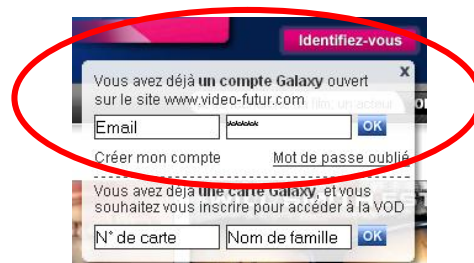 Identifiez-vous
x
Vous avez déjà un compte Galaxy ouvert
sur le site www.video-futur.com
Email ****** OK
Créer mon compte Mot de passe oublié
Vous avez déjà une carte Galaxy, et vous
souhaitez vous inscrire pour accéder à la VOD
N° de carte Nom de famille OK